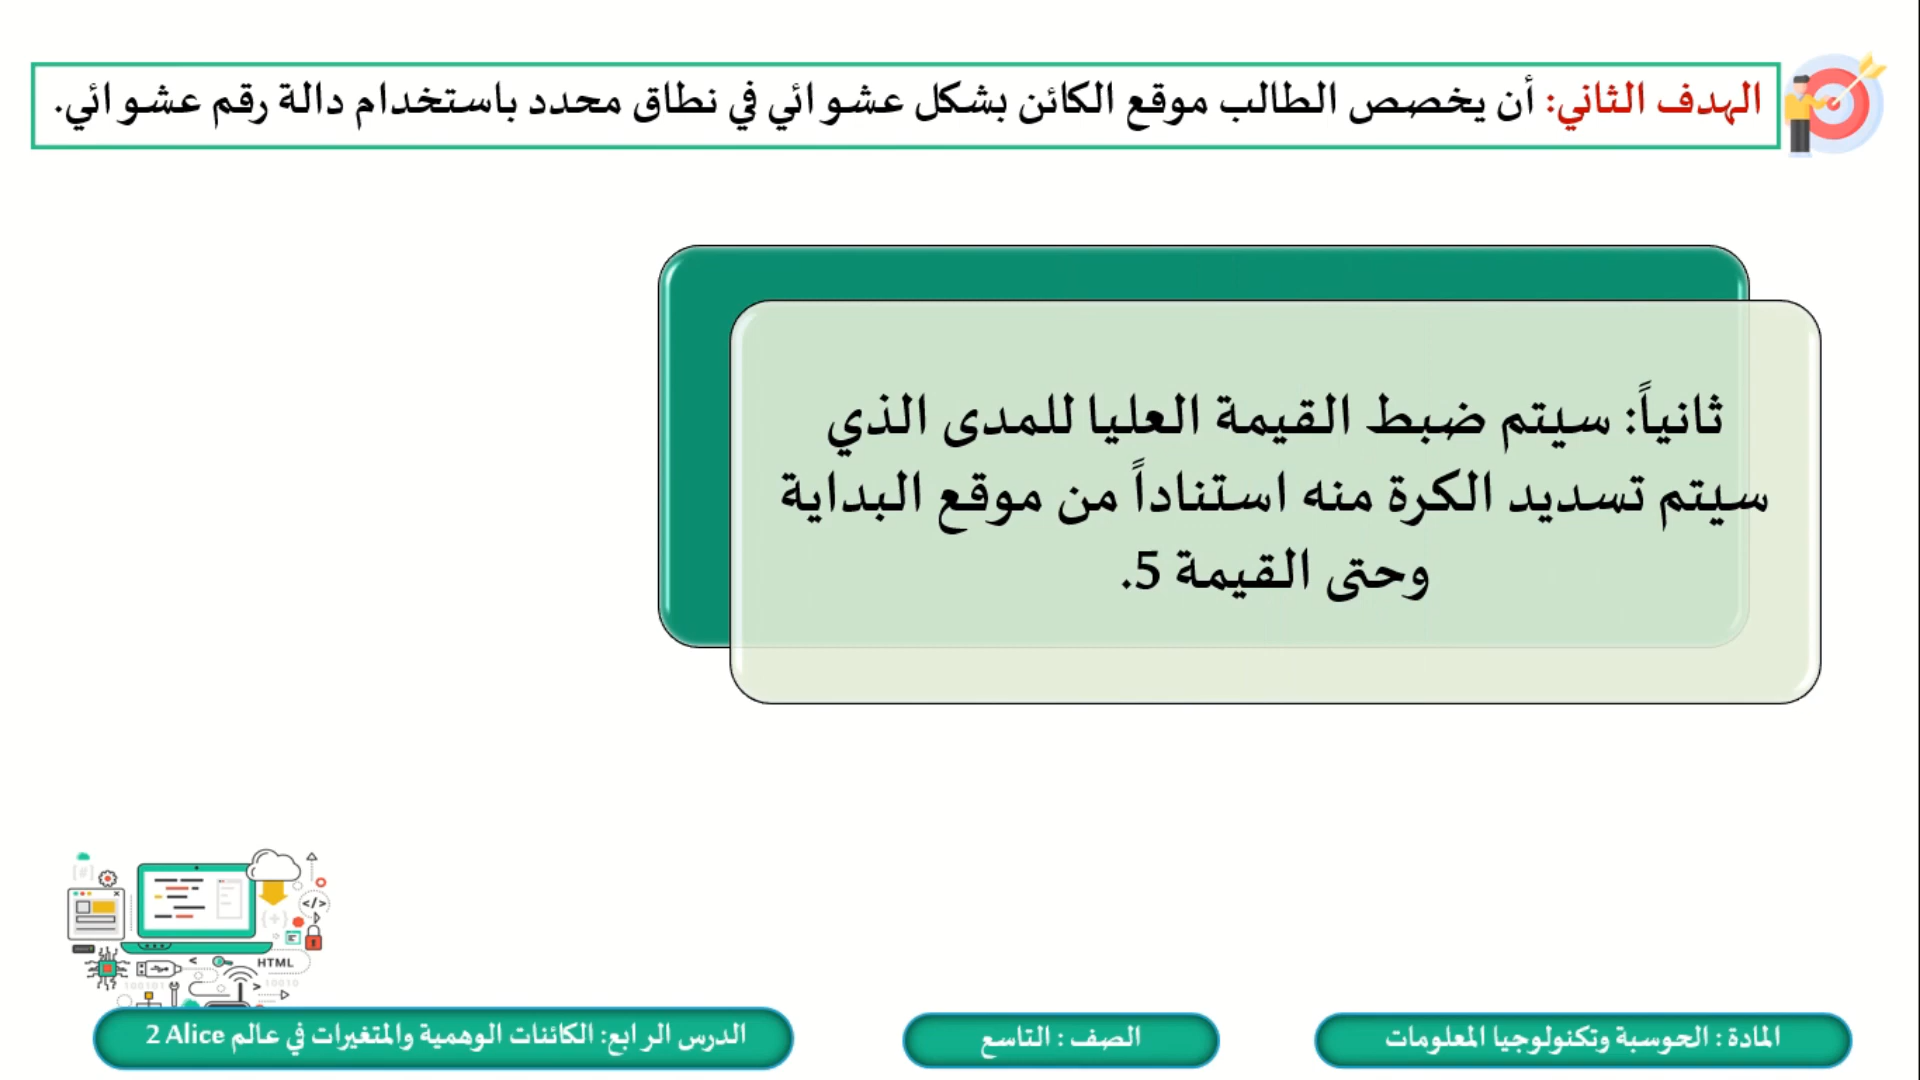 الهدف الثاني: أن يخصص الطالب موقع الكائن بشكل عشوائي في نطاق محدد باستخدام دالة رقم عشوائي.
ثانياً: سيتم ضبط القيمة العليا للمدى الذي
سيتم تسديد الكرة منه استناداً من موقع البداية
وحتى القيمة 5.
</>
HTML
100101
10010
المادة : الحوسبة وتكنولوجيا المعلومات
الصف : التاسع
الدرس الرابع: الكائنات الوهمية والمتغيرات في عالم Alice 2